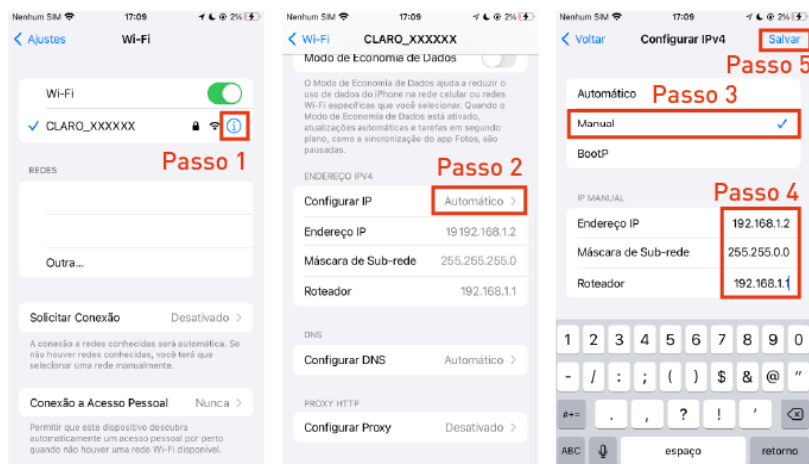 Nenhum SIM 17:09 2%
Ajustes Wi-Fi
Wi-Fi
CLARO_XXXXXX
Passo 1
REDES
Outra...
Solicitar Conexão Desativado
A conexão a redes conhecidas será automática. Se
não houver redes conhecidas, você terá que
selecionar uma rede manualmente.
Conexão a Acesso Pessoal Nunca
Permitir que este dispositivo descubra
automaticamente um acesso pessoal por perto
quando não houver uma rede Wi-Fi disponível.
Nenhum SIM 17:09 2%
Wi-Fi CLARO_XXXXXX
Modo de Economia de Dados
O Modo de Economia de Dados ajuda a reduzir o
uso de dados do iPhone na rede celular ou redes
Wi-Fi específicas que você selecionar. Quando o
Modo de Economia de Dados está ativado,
atualizações automáticas e tarefas em segundo
plano, como a sincronização do app Fotos, são
pausadas.
Passo 2
ENDEREÇO IPV4
Configurar IP Automático
Endereço IP 19192.168.1.2
Máscara de Sub-rede 255.255.255.0
Roteador 192.168.1.1
DNS
Configurar DNS Automático
PROXY HTTP
Configurar Proxy Desativado
Nenhum SIM 17:09 2%
Voltar Configurar IPv4 Salvar
Passo 5
Automático Passo 3
Manual
BootP
Passo 4
IP MANUAL
Endereço IP 192.168.1.2
Máscara de Sub-rede 255.255.0.0
Roteador 192.168.1.1
1 2 3 4 5 6 7 8 9 0
- / : ; ( ) $ & @ "
#+= . , ? ! '
ABC espaço retorno